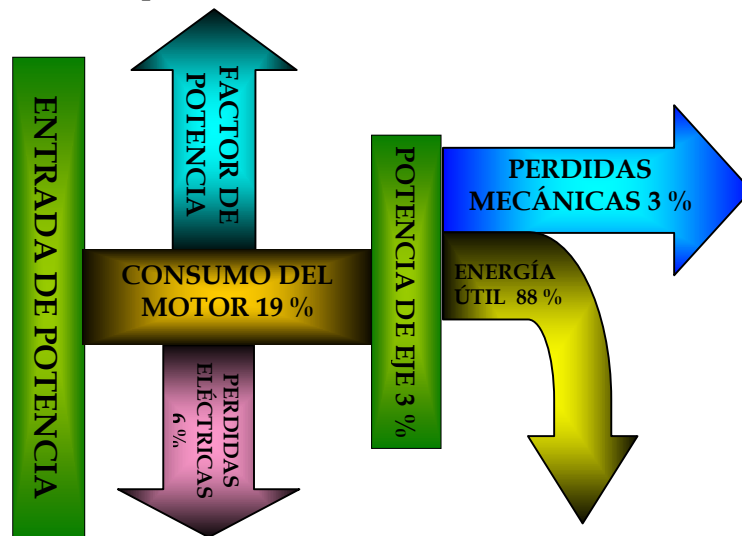 ENTRADA DE POTENCIA
FACTOR DE
POTENCIA
CONSUMO DEL
MOTOR 19 %
PERDIDAS
ELÉCTRICAS
6 %
POTENCIA DE EJE 3 %
PERDIDAS
MECÁNICAS 3 %
ENERGÍA
ÚTIL 88 %